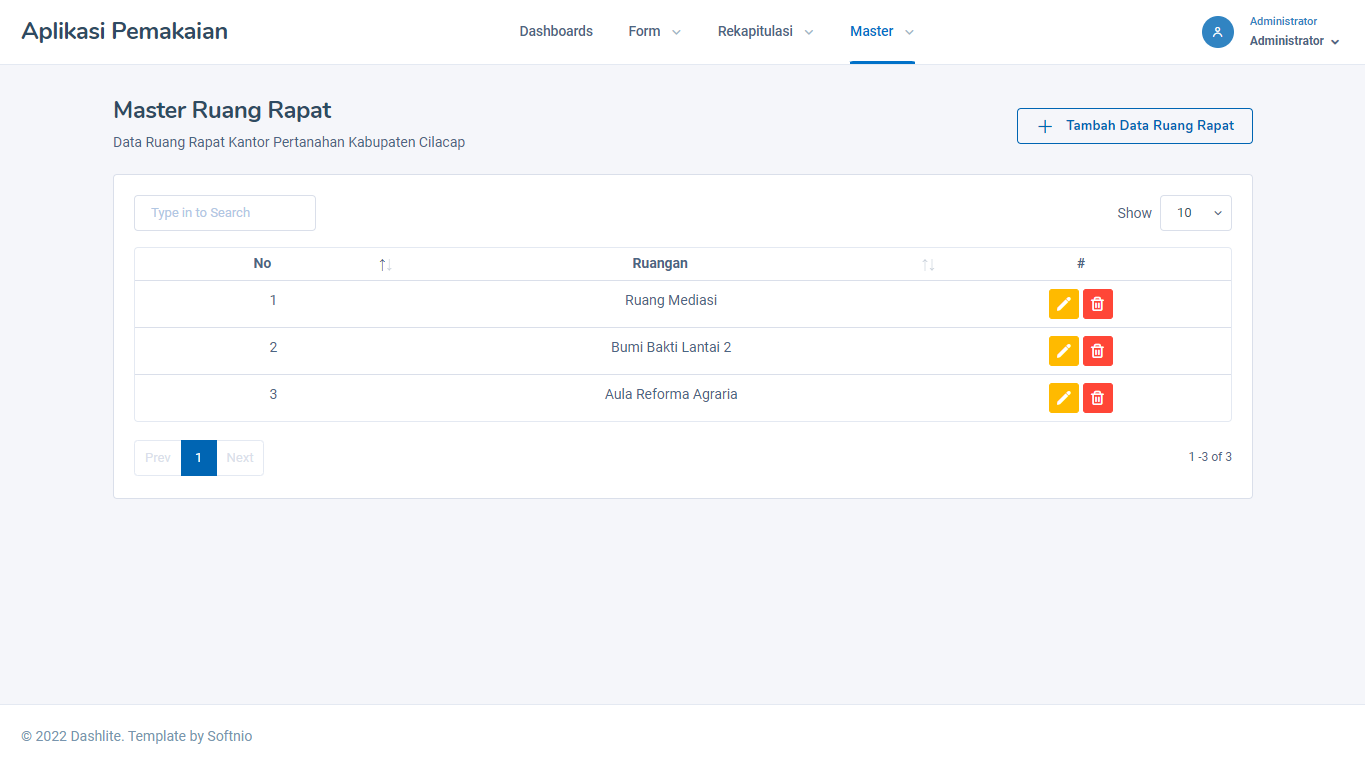 Aplikasi Pemakaian
Dashboards
Form
Rekapitulasi
Master
Administrator
Administrator
Master Ruang Rapat
Data Ruang Rapat Kantor Pertanahan Kabupaten Cilacap
Tambah Data Ruang Rapat
Type in to Search
Show 10
No Ruangan #
1 Ruang Mediasi
2 Bumi Bakti Lantai 2
3 Aula Reforma Agraria
Prev 1 Next
1 -3 of 3
© 2022 Dashlite. Template by Softnio